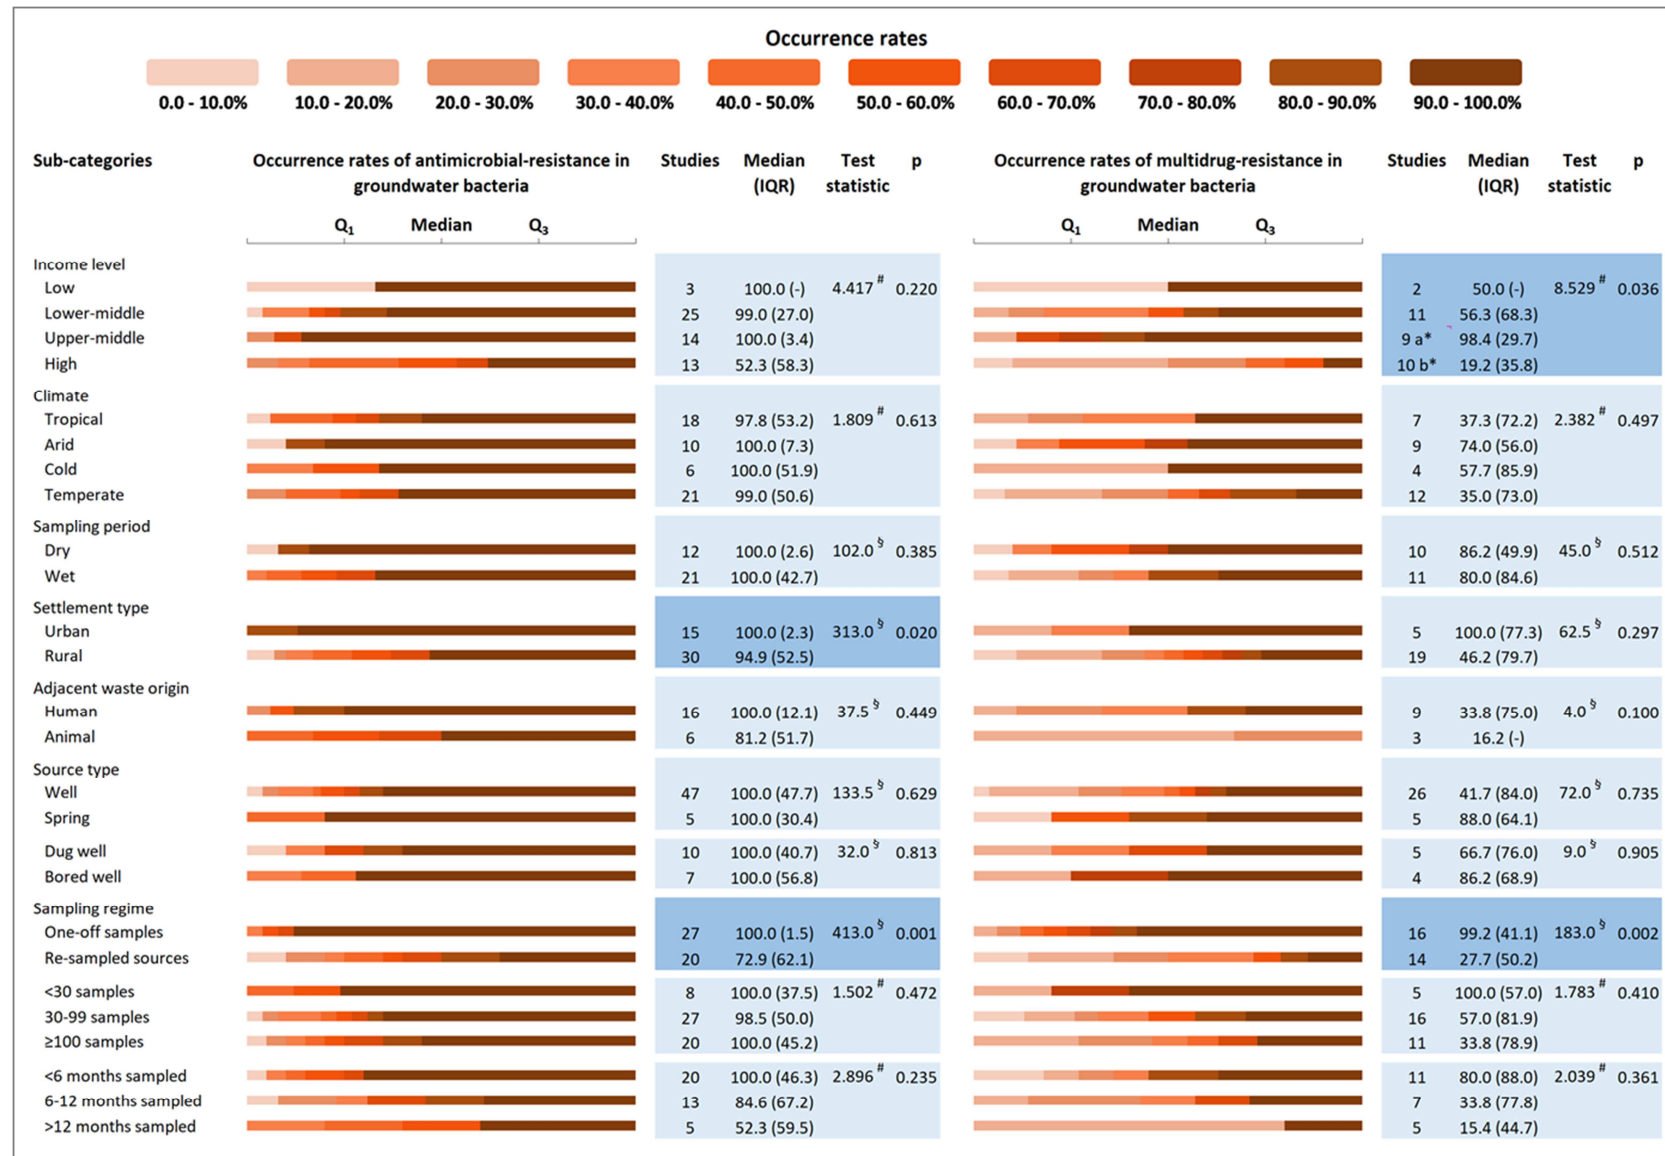 Occurrence rates
0.0 - 10.0% 10.0 - 20.0% 20.0 - 30.0% 30.0 - 40.0% 40.0 - 50.0% 50.0 - 60.0% 60.0 - 70.0% 70.0 - 80.0% 80.0 - 90.0% 90.0 - 100.0%
Sub-categories Occurrence rates of antimicrobial-resistance in Studies Median Test p Occurrence rates of multidrug-resistance in Studies Median Test p
groundwater bacteria (IQR) statistic groundwater bacteria (IQR) statistic
Q1 Median Q3 Q1 Median Q3
Income level
Low 3 100.0 (-) 4.417 # 0.220 2 50.0 (-) 8.529 # 0.036
Lower-middle 25 99.0 (27.0) 11 56.3 (68.3)
Upper-middle 14 100.0 (3.4) 9 a* 98.4 (29.7)
High 13 52.3 (58.3) 10 b* 19.2 (35.8)
Climate
Tropical 18 97.8 (53.2) 1.809 # 0.613 7 37.3 (72.2) 2.382 # 0.497
Arid 10 100.0 (7.3) 9 74.0 (56.0)
Cold 6 100.0 (51.9) 4 57.7 (85.9)
Temperate 21 99.0 (50.6) 12 35.0 (73.0)
Sampling period
Dry 12 100.0 (2.6) 102.0 § 0.385 10 86.2 (49.9) 45.0 § 0.512
Wet 21 100.0 (42.7) 11 80.0 (84.6)
Settlement type
Urban 15 100.0 (2.3) 313.0 § 0.020 5 100.0 (77.3) 62.5 § 0.297
Rural 30 94.9 (52.5) 19 46.2 (79.7)
Adjacent waste origin
Human 16 100.0 (12.1) 37.5 § 0.449 9 33.8 (75.0) 4.0 § 0.100
Animal 6 81.2 (51.7) 3 16.2 (-)
Source type
Well 47 100.0 (47.7) 133.5 § 0.629 26 41.7 (84.0) 72.0 § 0.735
Spring 5 100.0 (30.4) 5 88.0 (64.1)
Dug well 10 100.0 (40.7) 32.0 § 0.813 5 66.7 (76.0) 9.0 § 0.905
Bored well 7 100.0 (56.8) 4 86.2 (68.9)
Sampling regime
One-off samples 27 100.0 (1.5) 413.0 § 0.001 16 99.2 (41.1) 183.0 § 0.002
Re-sampled sources 20 72.9 (62.1) 14 27.7 (50.2)
<30 samples 8 100.0 (37.5) 1.502 # 0.472 5 100.0 (57.0) 1.783 # 0.410
30-99 samples 27 98.5 (50.0) 16 57.0 (81.9)
≥100 samples 20 100.0 (45.2) 11 33.8 (78.9)
<6 months sampled 20 100.0 (46.3) 2.896 # 0.235 11 80.0 (88.0) 2.039 # 0.361
6-12 months sampled 13 84.6 (67.2) 7 33.8 (77.8)
>12 months sampled 5 52.3 (59.5) 5 15.4 (44.7)